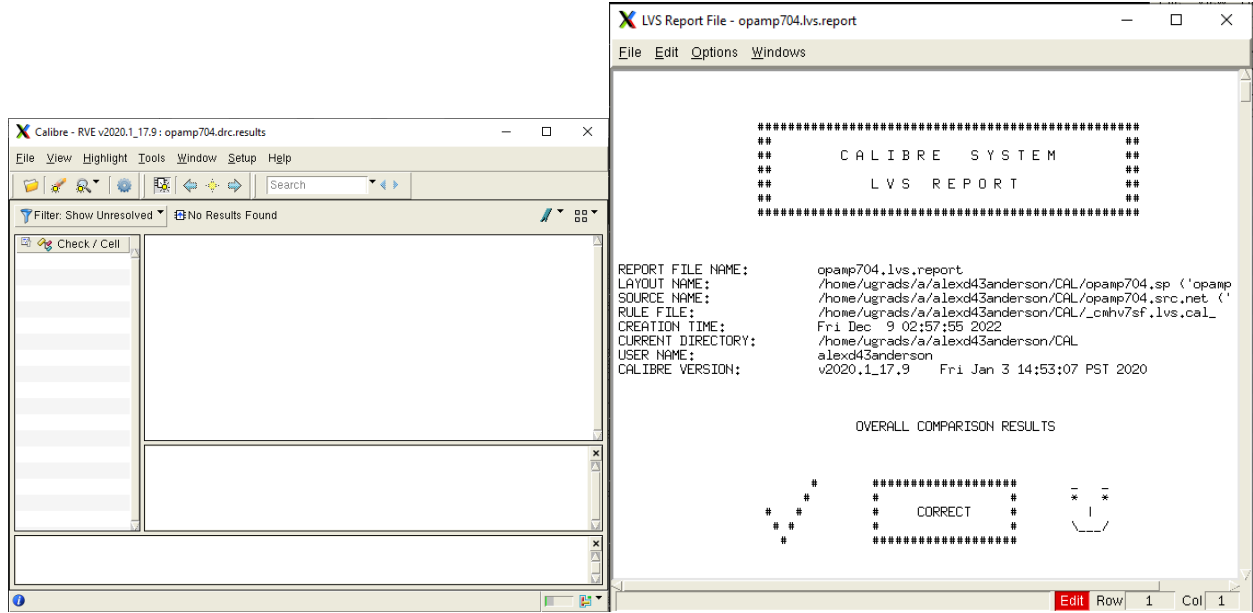 Calibre - RVE v2020.1_17.9 : opamp704.drc.results
File View Highlight Tools Window Setup Help
Search
Filter: Show Unresolved No Results Found
Check / Cell
LVS Report File - opamp704.lvs.report
File Edit Options Windows
##################################################
## ##
## C A L I B R E S Y S T E M ##
## ##
## L V S R E P O R T ##
## ##
##################################################
REPORT FILE NAME: opamp704.lvs.report
LAYOUT NAME: /home/ugrads/a/alexd43anderson/CAL/opamp704.sp ('opamp
SOURCE NAME: /home/ugrads/a/alexd43anderson/CAL/opamp704.src.net ('
RULE FILE: /home/ugrads/a/alexd43anderson/CAL/_cmhv7sf.lvs.cal_
CREATION TIME: Fri Dec 9 02:57:55 2022
CURRENT DIRECTORY: /home/ugrads/a/alexd43anderson/CAL
USER NAME: alexd43anderson
CALIBRE VERSION: v2020.1_17.9 Fri Jan 3 14:53:07 PST 2020
OVERALL COMPARISON RESULTS
# ################### _ _
# # # * *
# # # CORRECT # |
# # # # \___/
# ###################
Edit Row 1 Col 1